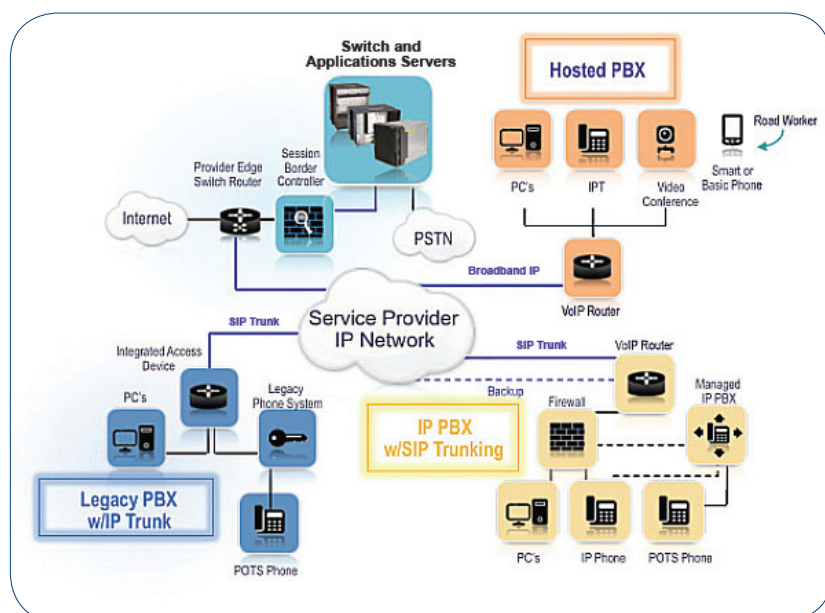 Switch and
Applications Servers
Hosted PBX
Road Worker
Provider Edge
Switch Router
Session
Border
Controller
PC's
IPT
Video
Conference
Smart or
Basic Phone
Internet
PSTN
Broadband IP
VoIP Router
SIP Trunk
Service Provider
IP Network
SIP Trunk
VoIP Router
Integrated Access
Device
Backup
Managed
IP PBX
PC's
Legacy
Phone System
Firewall
IP PBX
w/SIP Trunking
Legacy PBX
w/IP Trunk
POTS Phone
PC's
IP Phone
POTS Phone